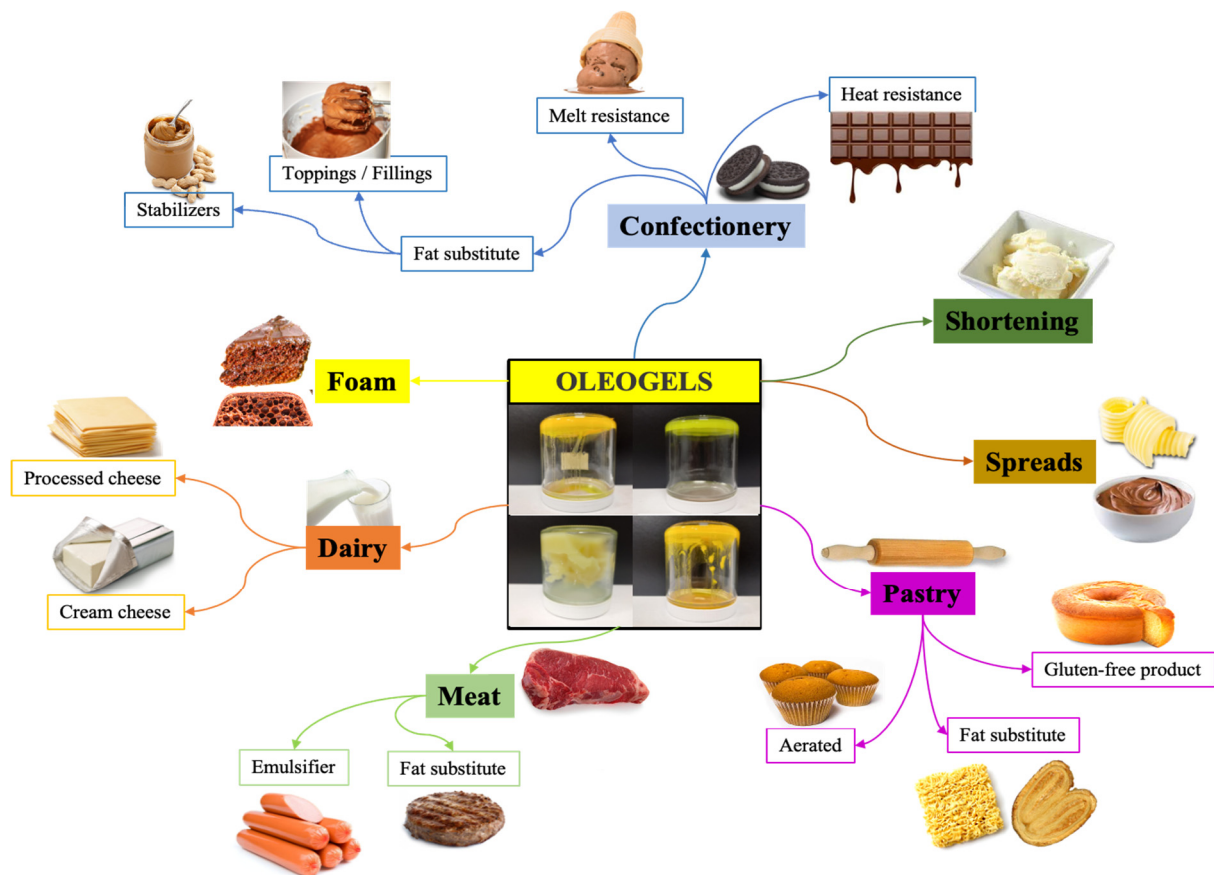 Melt resistance
Heat resistance
Toppings / Fillings
Stabilizers
Fat substitute
Confectionery
Shortening
Foam
OLEOGELS
Spreads
Processed cheese
Dairy
Cream cheese
Pastry
Gluten-free product
Meat
Aerated
Fat substitute
Emulsifier
Fat substitute